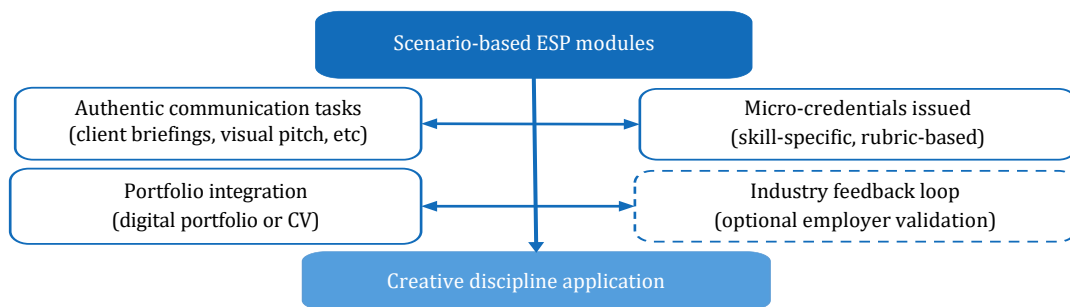 Scenario-based ESP modules
Authentic communication tasks
(client briefings, visual pitch, etc)
Micro-credentials issued
(skill-specific, rubric-based)
Portfolio integration
(digital portfolio or CV)
Industry feedback loop
(optional employer validation)
Creative discipline application